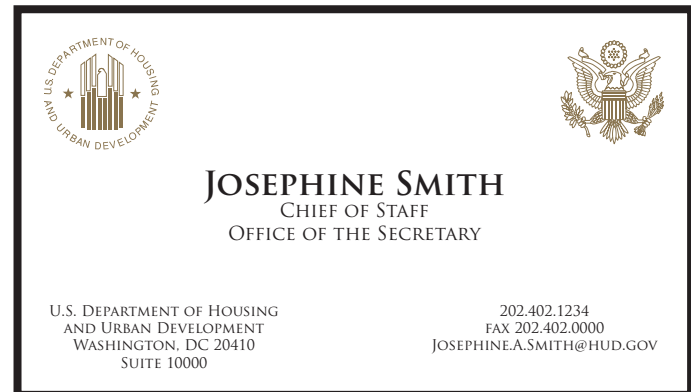 U.S. DEPARTMENT OF HOUSING
AND URBAN DEVELOPMENT
JOSEPHINE SMITH
CHIEF OF STAFF
OFFICE OF THE SECRETARY
U.S. DEPARTMENT OF HOUSING
AND URBAN DEVELOPMENT
WASHINGTON, DC 20410
SUITE 10000
202.402.1234
FAX 202.402.0000
JOSEPHINE.A.SMITH@HUD.GOV